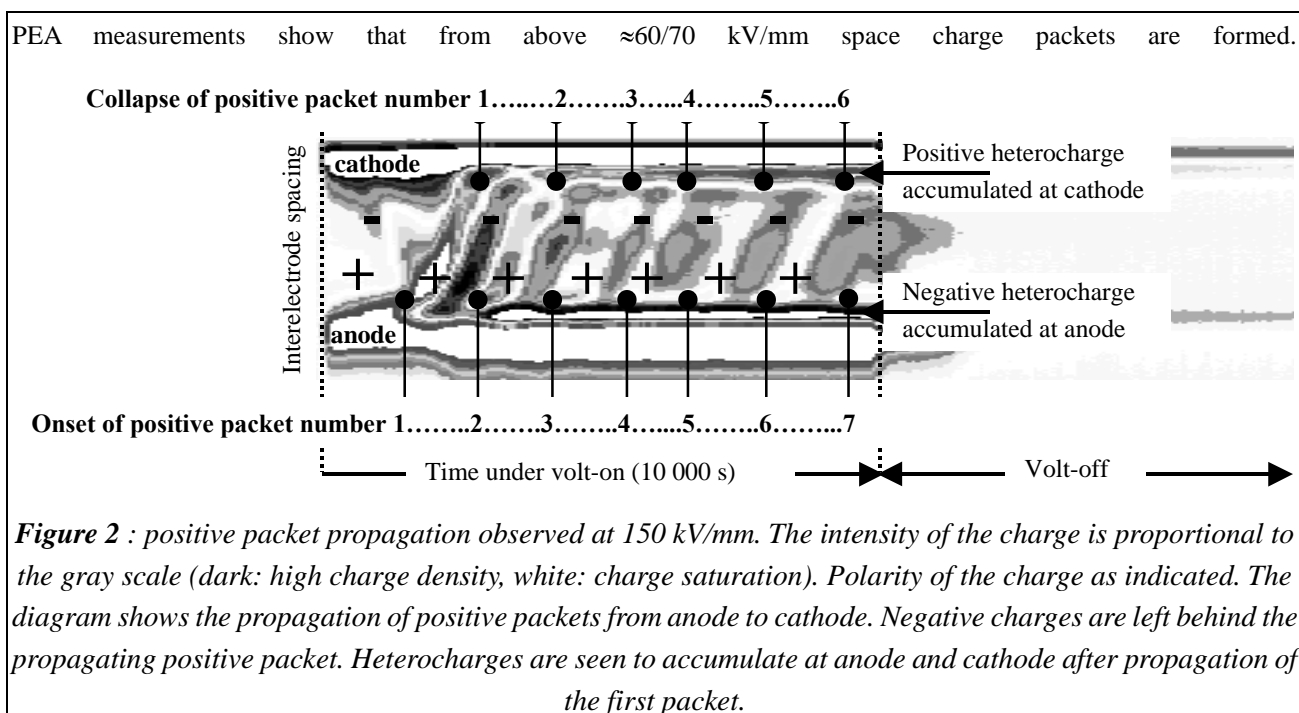 PEA measurements show that from above ≈60/70 kV/mm space charge packets are formed.
Collapse of positive packet number 1…..…2…….3…...4……..5……..6
Interelectrode spacing
cathode
Positive heterocharge
accumulated at cathode
- - - - - - -
+ + + + + + +
anode
Negative heterocharge
accumulated at anode
Onset of positive packet number 1……..2…….3……..4…....5……..6……...7
Time under volt-on (10 000 s)
Volt-off
Figure 2 : positive packet propagation observed at 150 kV/mm. The intensity of the charge is proportional to
the gray scale (dark: high charge density, white: charge saturation). Polarity of the charge as indicated. The
diagram shows the propagation of positive packets from anode to cathode. Negative charges are left behind the
propagating positive packet. Heterocharges are seen to accumulate at anode and cathode after propagation of
the first packet.